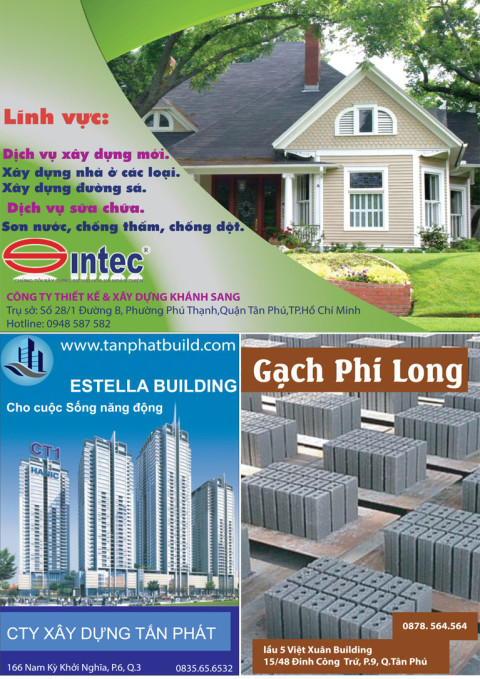 Lĩnh vực:
Dịch vụ xây dựng mới.
Xây dựng nhà ở các loại.
Xây dựng đường sá.
Dịch vụ sửa chữa.
Sơn nước, chống thấm, chống dột.
Sintec®
CÔNG TY THIẾT KẾ & XÂY DỰNG KHÁNH SANG
Trụ sở: Số 28/1 Đường B, Phường Phú Thạnh,Quận Tân Phú,TP.Hồ Chí Minh
Hotline: 0948 587 582
www.tanphatbuild.com
ESTELLA BUILDING
Cho cuộc Sống năng động
CT1
HANIC
CTY XÂY DỰNG TẤN PHÁT
166 Nam Kỳ Khởi Nghĩa, P.6, Q.3
0835.65.6532
Gạch Phi Long
0878. 564.564
lầu 5 Việt Xuân Building
15/48 Đinh Công Trứ, P.9, Q.Tân Phú